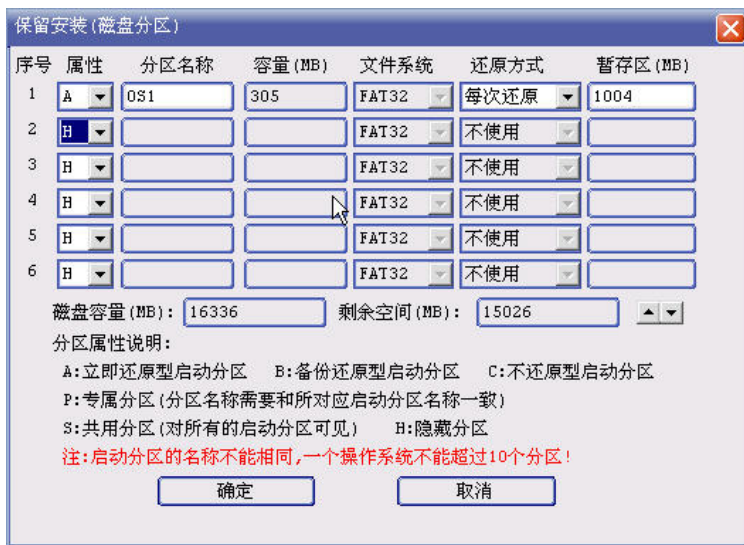 保留安装(磁盘分区)
序号 属性 分区名称 容量(MB) 文件系统 还原方式 暂存区(MB)
1 A OS1 305 FAT32 每次还原 1004
2 H FAT32 不使用
3 H FAT32 不使用
4 H FAT32 不使用
5 H FAT32 不使用
6 H FAT32 不使用
磁盘容量(MB): 16336 剩余空间(MB): 15026
分区属性说明:
A:立即还原型启动分区 B:备份还原型启动分区 C:不还原型启动分区
P:专属分区(分区名称需要和所对应启动分区名称一致)
S:共用分区(对所有的启动分区可见) H:隐藏分区
注:启动分区的名称不能相同,一个操作系统不能超过10个分区!
确定 取消